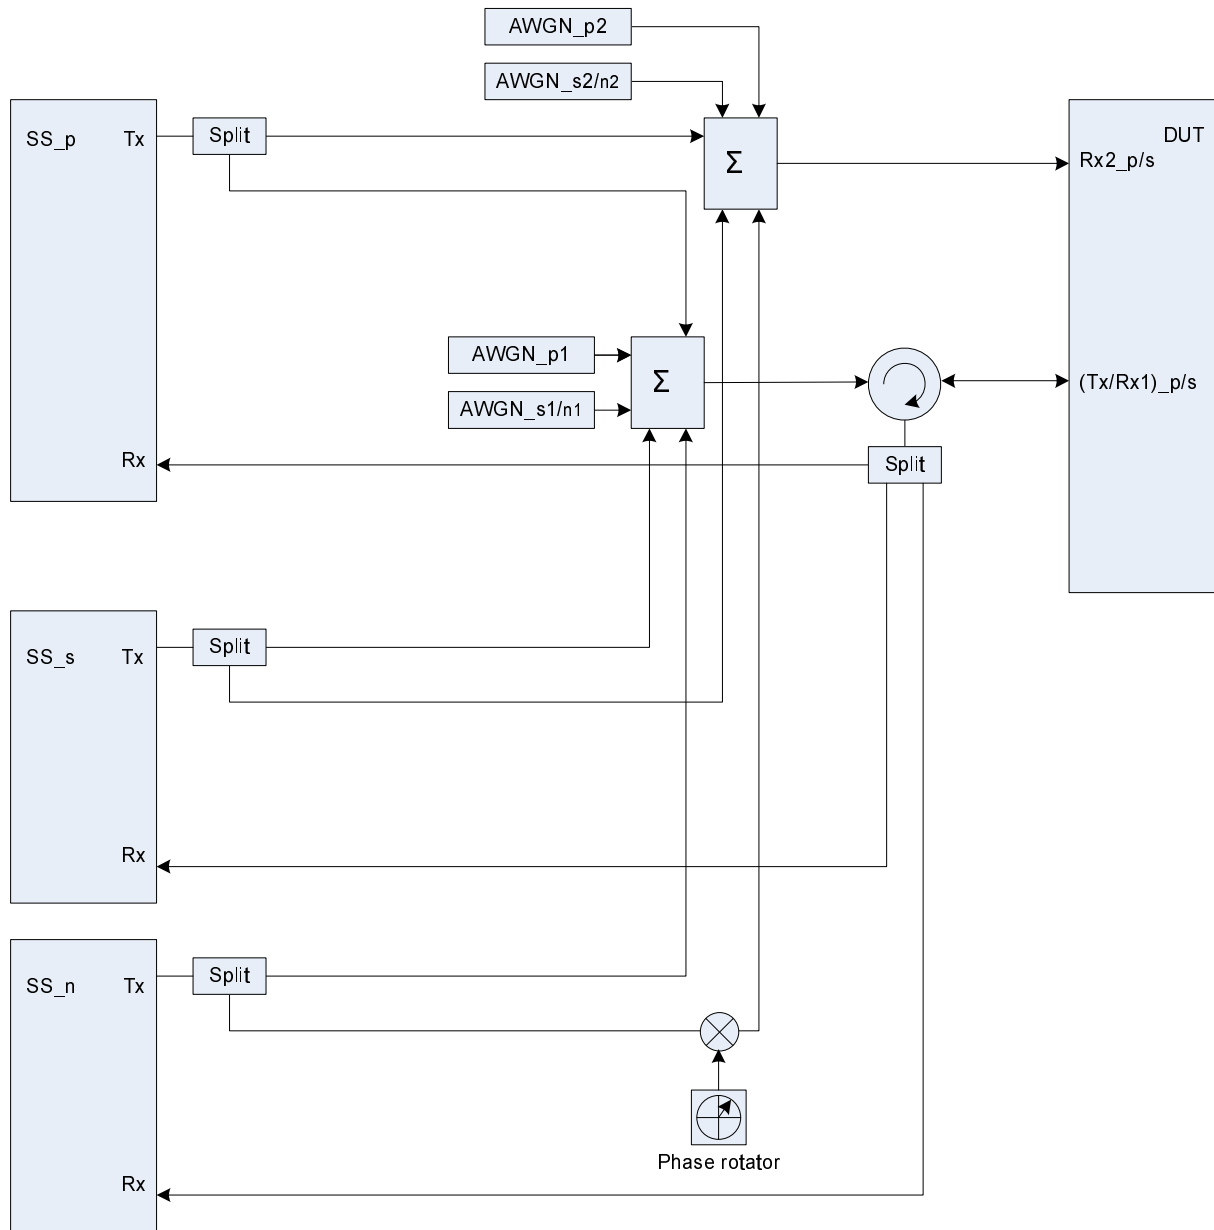 AWGN_p2
AWGN_s2/n2
SS_p
Tx
Split
Σ
DUT
Rx2_p/s
AWGN_p1
Σ
AWGN_s1/n1
(Tx/Rx1)_p/s
Rx
Split
SS_s
Tx
Split
Rx
SS_n
Tx
Split
Phase rotator
Rx